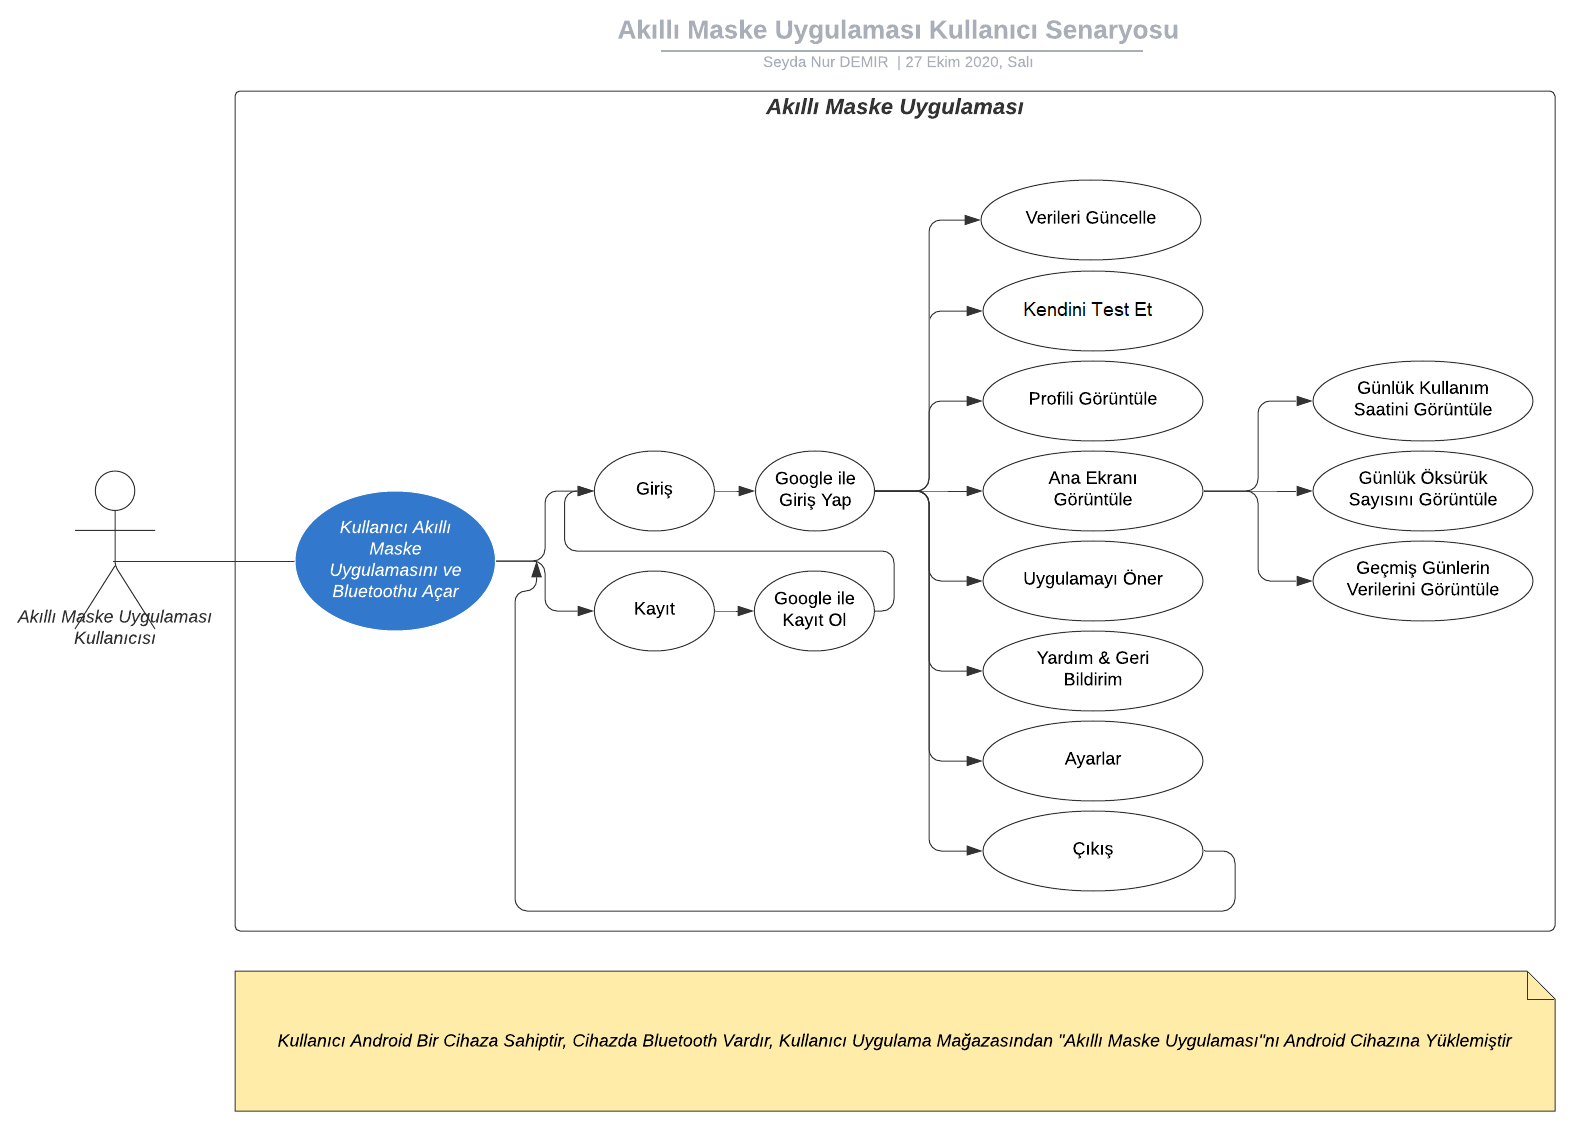 Akıllı Maske Uygulaması Kullanıcı Senaryosu
Seyda Nur DEMIR | 27 Ekim 2020, Salı
Akıllı Maske Uygulaması
Akıllı Maske Uygulaması
Kullanıcısı
Kullanıcı Akıllı
Maske
Uygulamasını ve
Bluetoothu Açar
Giriş
Google ile
Giriş Yap
Kayıt
Google ile
Kayıt Ol
Verileri Güncelle
Kendini Test Et
Profili Görüntüle
Ana Ekranı
Görüntüle
Uygulamayı Öner
Yardım & Geri
Bildirim
Ayarlar
Çıkış
Günlük Kullanım
Saatini Görüntüle
Günlük Öksürük
Sayısını Görüntüle
Geçmiş Günlerin
Verilerini Görüntüle
Kullanıcı Android Bir Cihaza Sahiptir, Cihazda Bluetooth Vardır, Kullanıcı Uygulama Mağazasından "Akıllı Maske Uygulaması"nı Android Cihazına Yüklemiştir